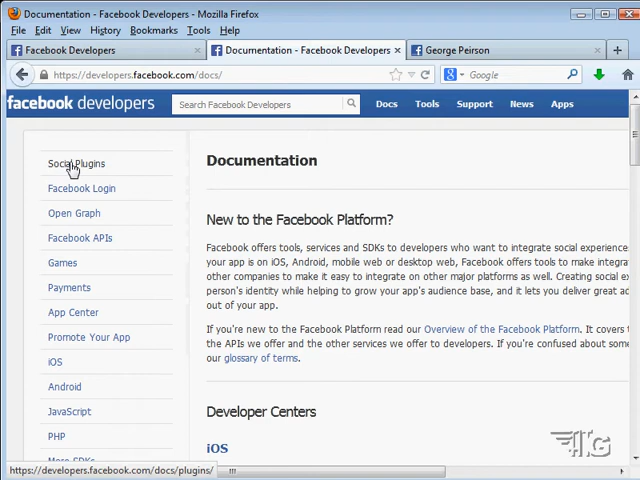 Documentation - Facebook Developers - Mozilla Firefox
File Edit View History Bookmarks Tools Help
Facebook Developers
Documentation - Facebook Developers
George Peirson
https://developers.facebook.com/docs/
Google
facebook developers
Search Facebook Developers
Docs Tools Support News Apps
Social Plugins
Facebook Login
Open Graph
Facebook APIs
Games
Payments
App Center
Promote Your App
iOS
Android
JavaScript
PHP
More SDKs
Documentation
New to the Facebook Platform?
Facebook offers tools, services and SDKs to developers who want to integrate social experience
your app is on iOS, Android, mobile web or desktop web, Facebook offers tools to make integra
other companies to make it easy to integrate on other major platforms as well. Creating social ex
person's identity while helping to grow your app's audience base, and it lets you deliver great ad
out of your app.
If you're new to the Facebook Platform read our Overview of the Facebook Platform. It covers t
the APIs we offer and the other services we offer to developers. If you're confused about som
our glossary of terms.
Developer Centers
iOS
https://developers.facebook.com/docs/plugins/